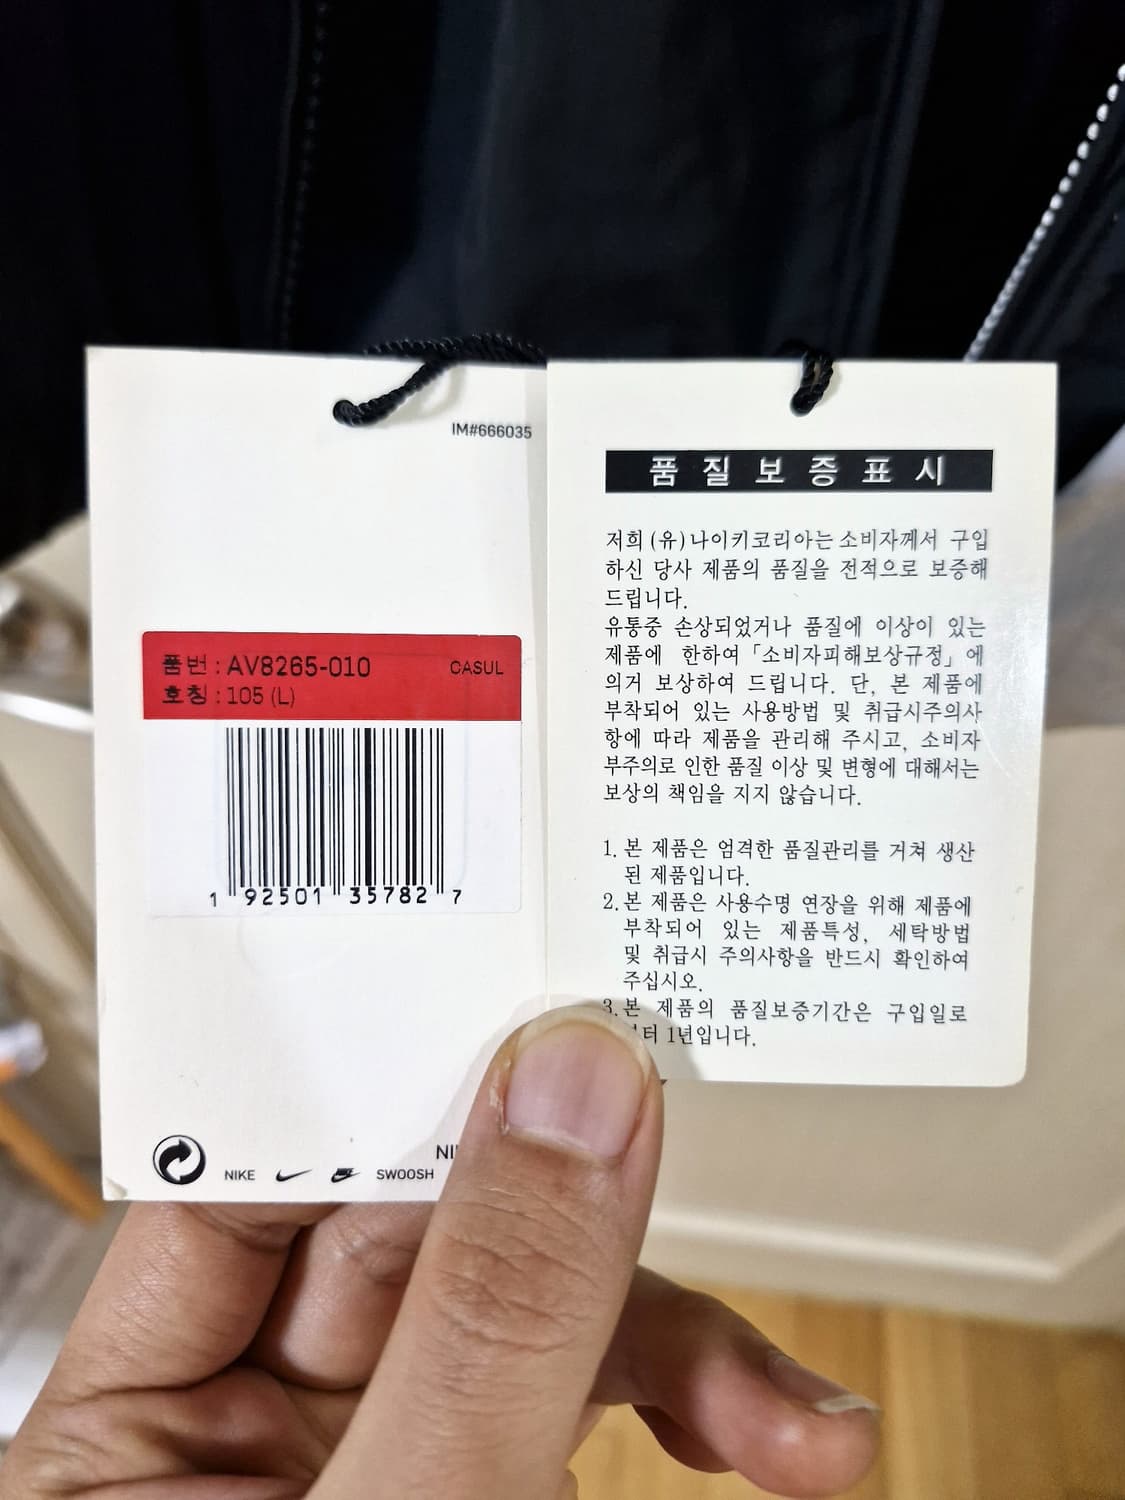 IM#666035
품번 : AV8265-010 CASUL
호칭 : 105 (L)
1 92501 35782 7
NIKE SWOOSH
품질보증표시
저희 (유)나이키코리아는 소비자께서 구입
하신 당사 제품의 품질을 전적으로 보증해
드립니다.
유통중 손상되었거나 품질에 이상이 있는
제품에 한하여 「소비자피해보상규정」에
의거 보상하여 드립니다. 단, 본 제품에
부착되어 있는 사용방법 및 취급시주의사
항에 따라 제품을 관리해 주시고, 소비자
부주의로 인한 품질 이상 및 변형에 대해서는
보상의 책임을 지지 않습니다.
1. 본 제품은 엄격한 품질관리를 거쳐 생산
된 제품입니다.
2. 본 제품은 사용수명 연장을 위해 제품에
부착되어 있는 제품특성, 세탁방법
및 취급시 주의사항을 반드시 확인하여
주십시오.
3. 본 제품의 품질보증기간은 구입일로
터 1년입니다.